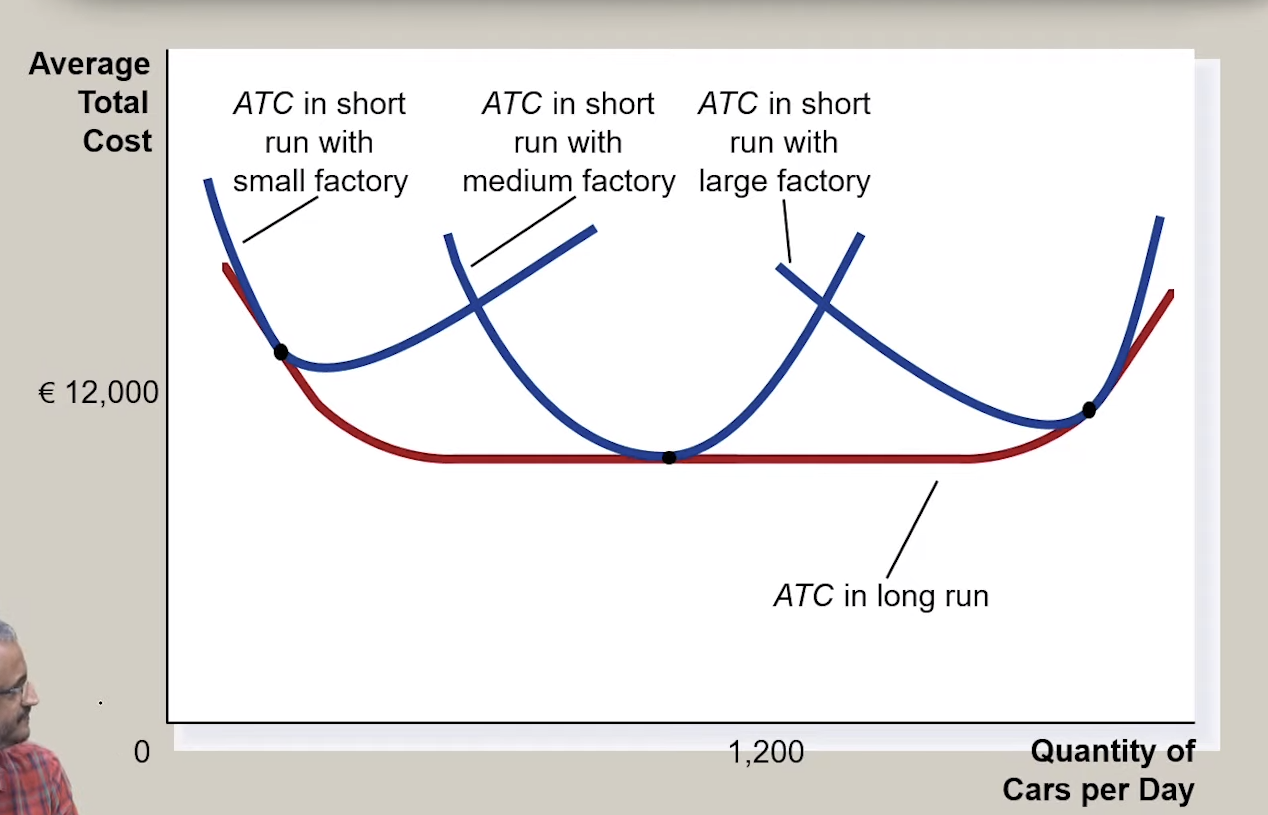 Average
Total
Cost
ATC in short
run with
small factory
ATC in short
run with
medium factory
ATC in short
run with
large factory
€ 12,000
ATC in long run
0
1,200
Quantity of
Cars per Day